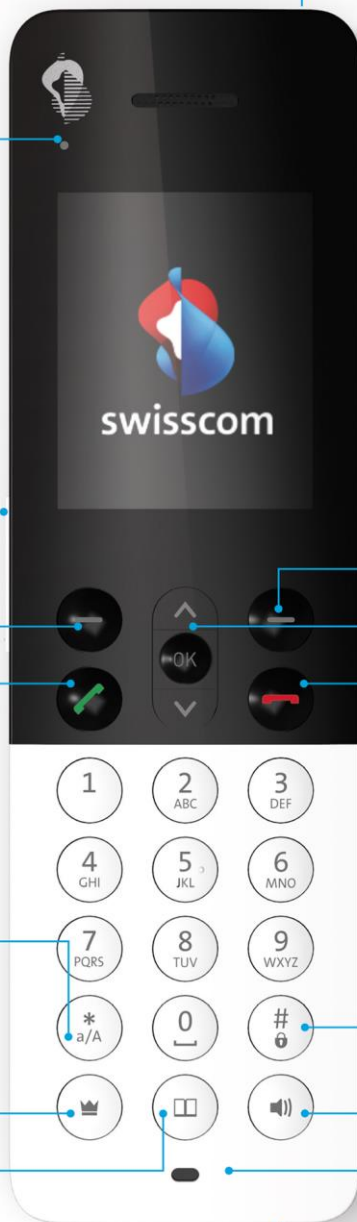 swisscom
OK
1 2 3
ABC DEF
4 5 6
GHI JKL MNO
7 8 9
PQRS TUV WXYZ
* 0 #
a/A